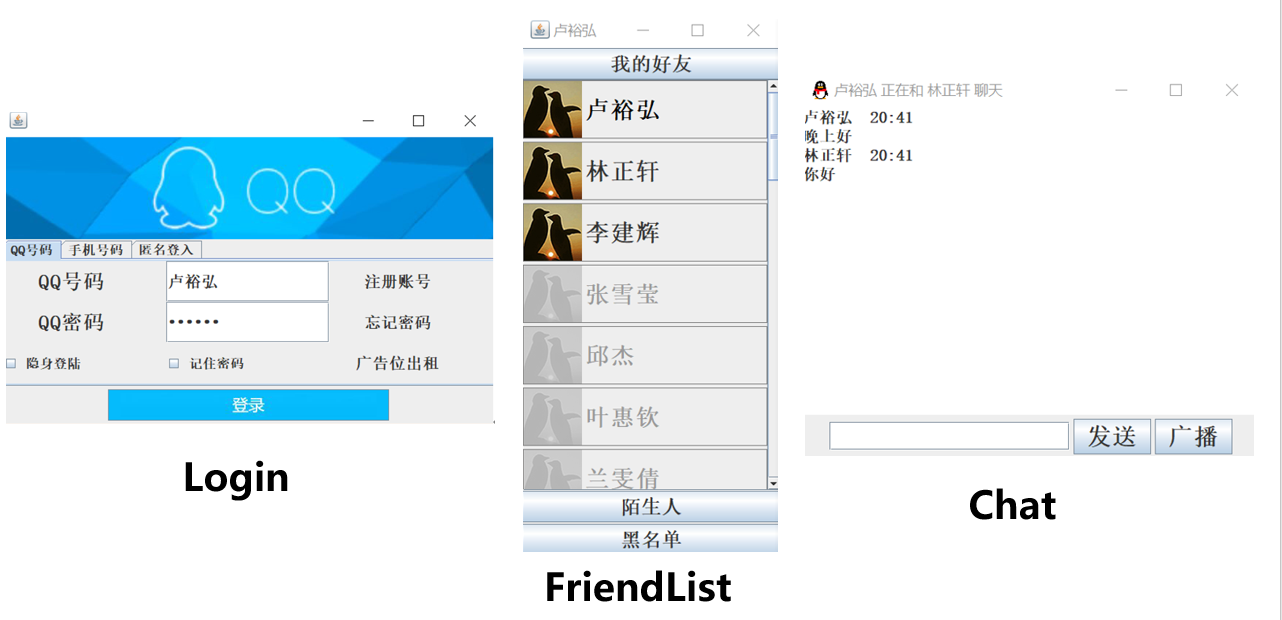 QQ
QQ号码 手机号码 匿名登入
QQ号码 卢裕弘 注册账号
QQ密码 •••••• 忘记密码
隐身登陆 记住密码 广告位出租
登录
Login
卢裕弘
我的好友
卢裕弘
林正轩
李建辉
张雪莹
邱杰
叶惠钦
兰雯倩
陌生人
黑名单
FriendList
卢裕弘 正在和 林正轩 聊天
卢裕弘 20:41
晚上好
林正轩 20:41
你好
发送 广播
Chat